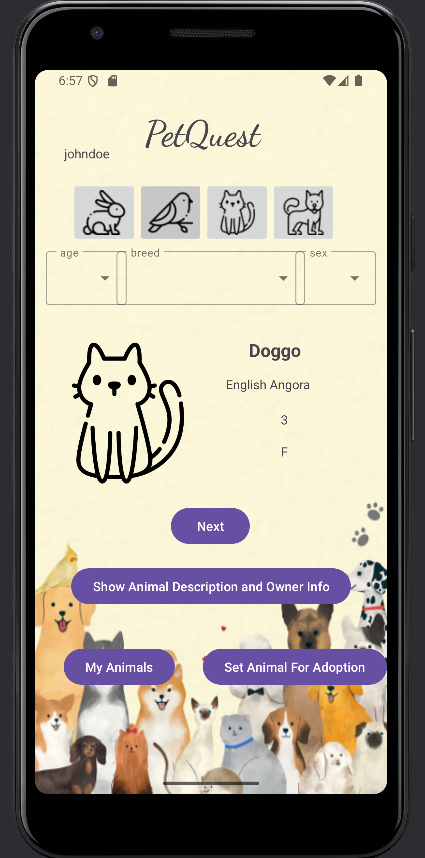 6:57
PetQuest
johndoe
age breed sex
Doggo
English Angora
3
F
Next
Show Animal Description and Owner Info
My Animals Set Animal For Adoption